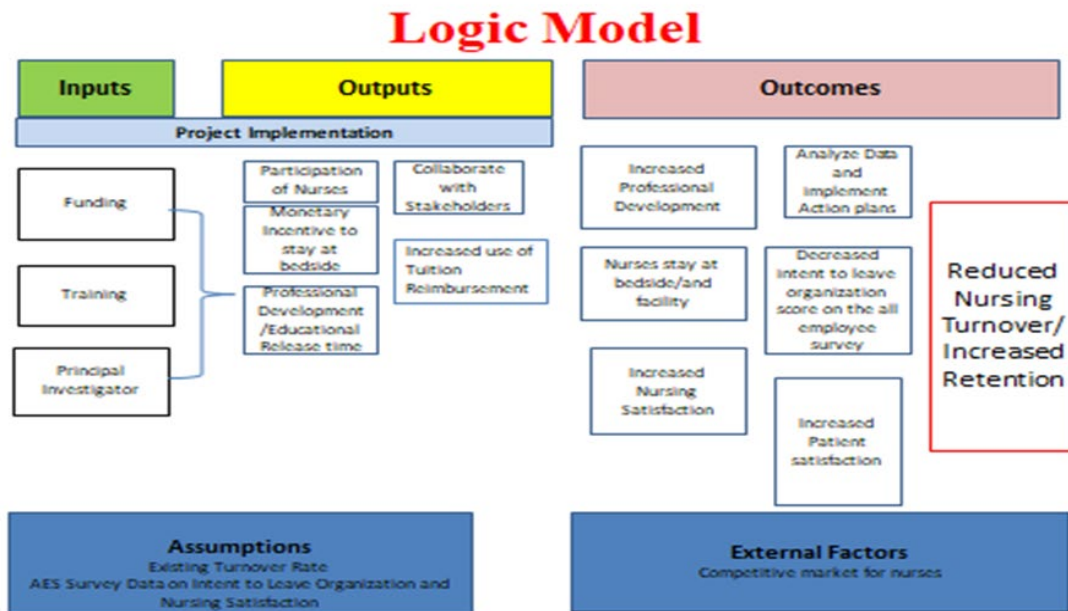 Logic Model
Inputs
Outputs
Outcomes
Project Implementation
Funding
Training
Principal
Investigator
Participation
of Nurses
Monetary
Incentive to
stay at
bedside
Professional
Development
/Educational
Release time
Collaborate
with
Stakeholders
Increased use of
Tuition
Reimbursement
Increased
Professional
Development
Nurses stay at
bedside/and
facility
Increased
Nursing
Satisfaction
Analyze Data
and
implement
Action plans
Decreased
intent to leave
organization
score on the all
employee
survey
Increased
Patient
satisfaction
Reduced
Nursing
Turnover/
Increased
Retention
Assumptions
Existing Turnover Rate
AES Survey Data on Intent to Leave Organization and
Nursing Satisfaction
External Factors
Competitive market for nurses